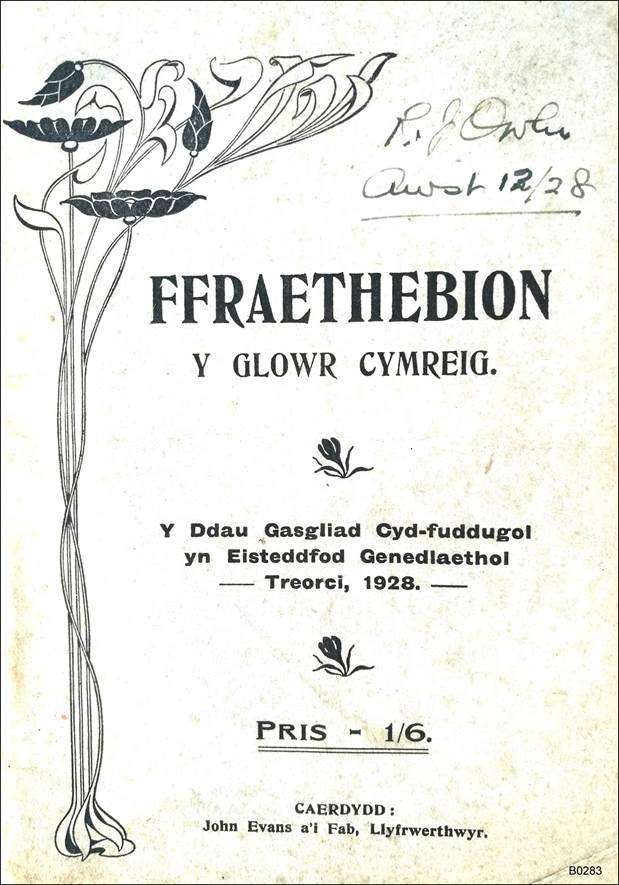 R. J. Owen
Awst 12/28
FFRAETHEBION
Y GLOWR CYMREIG.
Y Ddau Gasgliad Cyd-fuddugol
yn Eisteddfod Genedlaethol
— Treorci, 1928. —
PRIS - 1/6.
CAERDYDD:
John Evans a'i Fab, Llyfrwerthwyr.
B0283